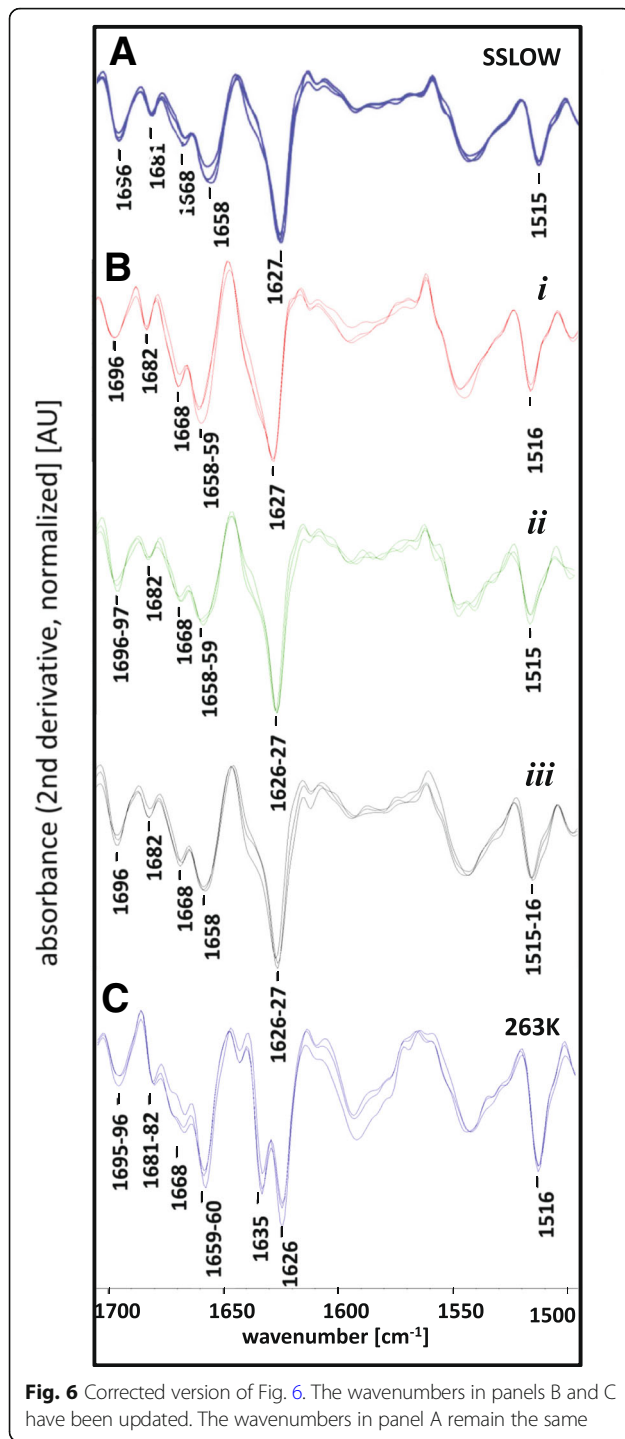 A
SSLOW
1696
1681
1668
1658
1627
1515
B
i
1696
1682
1668
1658-59
1627
1516
ii
1696-97
1682
1668
1658-59
1626-27
1515
iii
1696
1682
1668
1658
1626-27
1515-16
C
263K
1695-96
1681-82
1668
1659-60
1635
1626
1516
absorbance (2nd derivative, normalized] [AU]
1700 1650 1600 1550 1500
wavenumber [cm-1]
Fig. 6 Corrected version of Fig. 6. The wavenumbers in panels B and C
have been updated. The wavenumbers in panel A remain the same